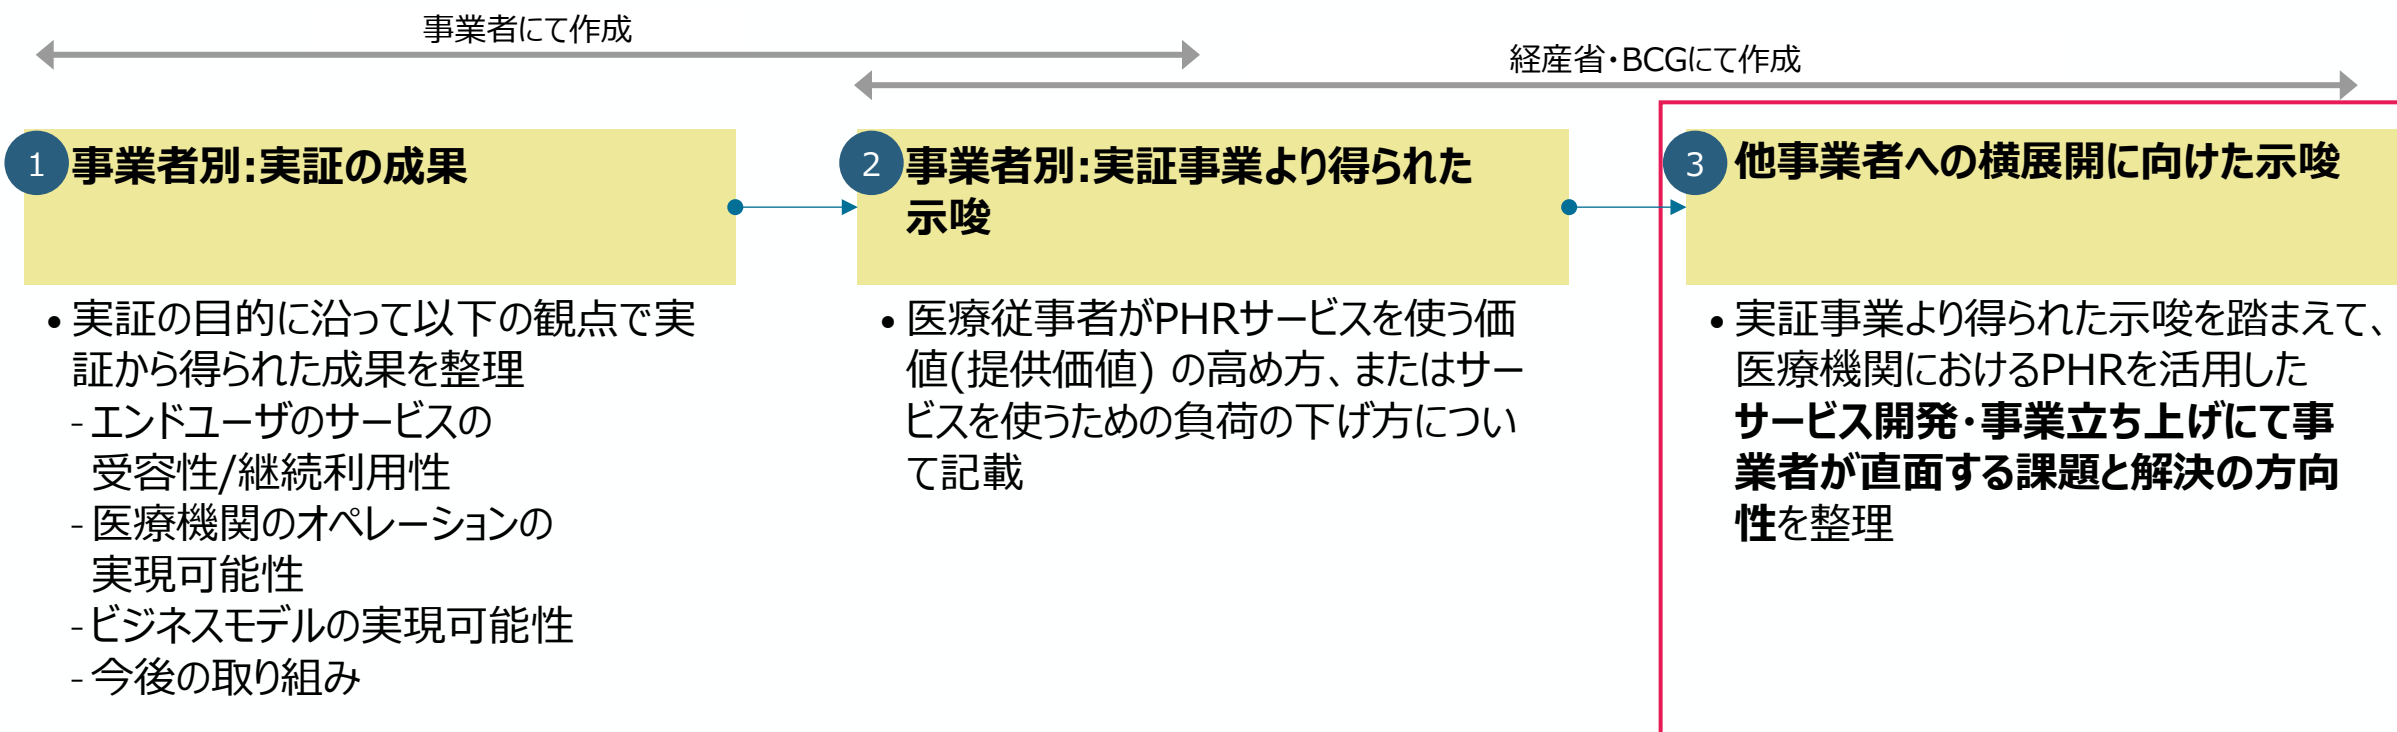 事業者にて作成
経産省・BCGにて作成
1 事業者別:実証の成果
• 実証の目的に沿って以下の観点で実
証から得られた成果を整理
- エンドユーザのサービスの
受容性/継続利用性
- 医療機関のオペレーションの
実現可能性
- ビジネスモデルの実現可能性
- 今後の取り組み
2 事業者別:実証事業より得られた
示唆
• 医療従事者がPHRサービスを使う価
値(提供価値) の高め方、またはサー
ビスを使うための負荷の下げ方につい
て記載
3 他事業者への横展開に向けた示唆
• 実証事業より得られた示唆を踏まえて、
医療機関におけるPHRを活用した
サービス開発・事業立ち上げにて事
業者が直面する課題と解決の方向
性を整理